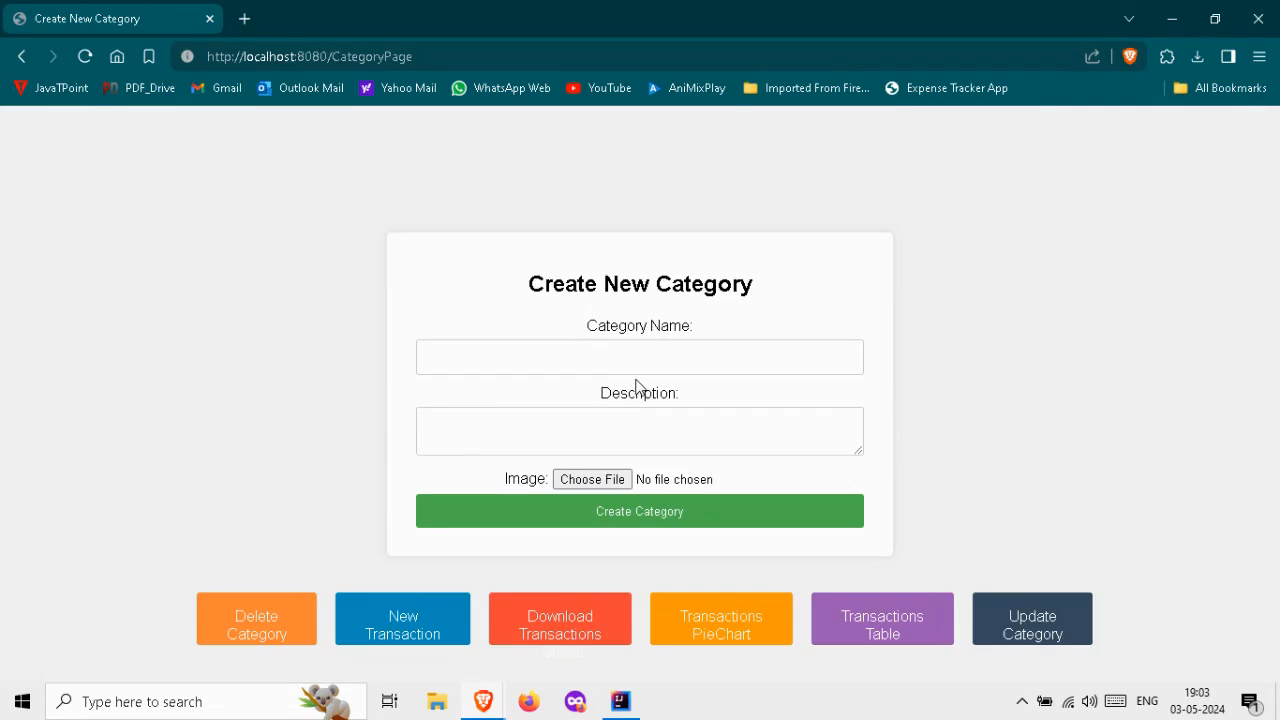 Create New Category
http://localhost:8080/CategoryPage
JavaTPoint PDF_Drive Gmail Outlook Mail Yahoo Mail WhatsApp Web YouTube AniMixPlay Imported From Fire... Expense Tracker App All Bookmarks
Create New Category
Category Name:
Description:
Image: Choose File No file chosen
Create Category
Delete
Category
New
Transaction
Download
Transactions
Transactions
PieChart
Transactions
Table
Update
Category
Type here to search
ENG
19:03
03-05-2024
1